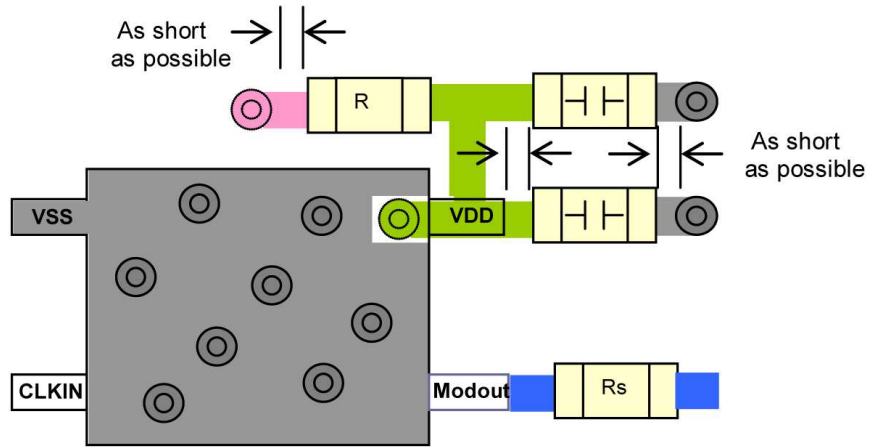 As short
as possible
R
As short
as possible
VSS
VDD
CLKIN
Modout
Rs